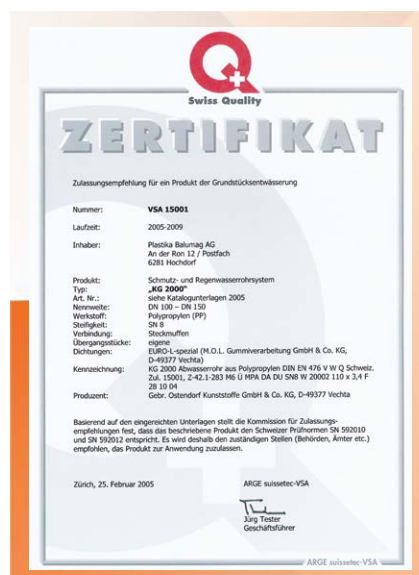 Q+
Swiss Quality
ZERTIFIKAT
Zulassungsempfehlung für ein Produkt der Grundstücksentwässerung
Nummer: VSA 15001
Laufzeit: 2005-2009
Inhaber: Plastika Balumag AG
An der Ron 12 / Postfach
6281 Hochdorf
Produkt: Schmutz- und Regenwasserrohrsystem
Typ: „KG 2000"
Art. Nr.: siehe Katalogunterlagen 2005
Nennweite: DN 100 – DN 150
Werkstoff: Polypropylen (PP)
Steifigkeit: SN 8
Verbindung: Steckmuffen
Übergangsstücke: eigene
Dichtungen: EURO-L-spezial (M.O.L. Gummiverarbeitung GmbH & Co. KG,
D-49377 Vechta)
Kennzeichnung: KG 2000 Abwasserrohr aus Polypropylen DIN EN 476 V W Q Schweiz.
Zul. 15001, Z-42.1-283 M6 Ü MPA DA DU SN8 W 20002 110 x 3,4 F
28 10 04
Produzent: Gebr. Ostendorf Kunststoffe GmbH & Co. KG, D-49377 Vechta
Basierend auf den eingereichten Unterlagen stellt die Kommission für Zulassungs-
empfehlungen fest, dass das beschriebene Produkt den Schweizer Prüfnormen SN 592010
und SN 592012 entspricht. Es wird deshalb den zuständigen Stellen (Behörden, Ämter etc.)
empfohlen, das Produkt zur Anwendung zuzulassen.
Zürich, 25. Februar 2005 ARGE suissetec-VSA
Jürg Tester
Geschäftsführer
ARGE suissetec-VSA